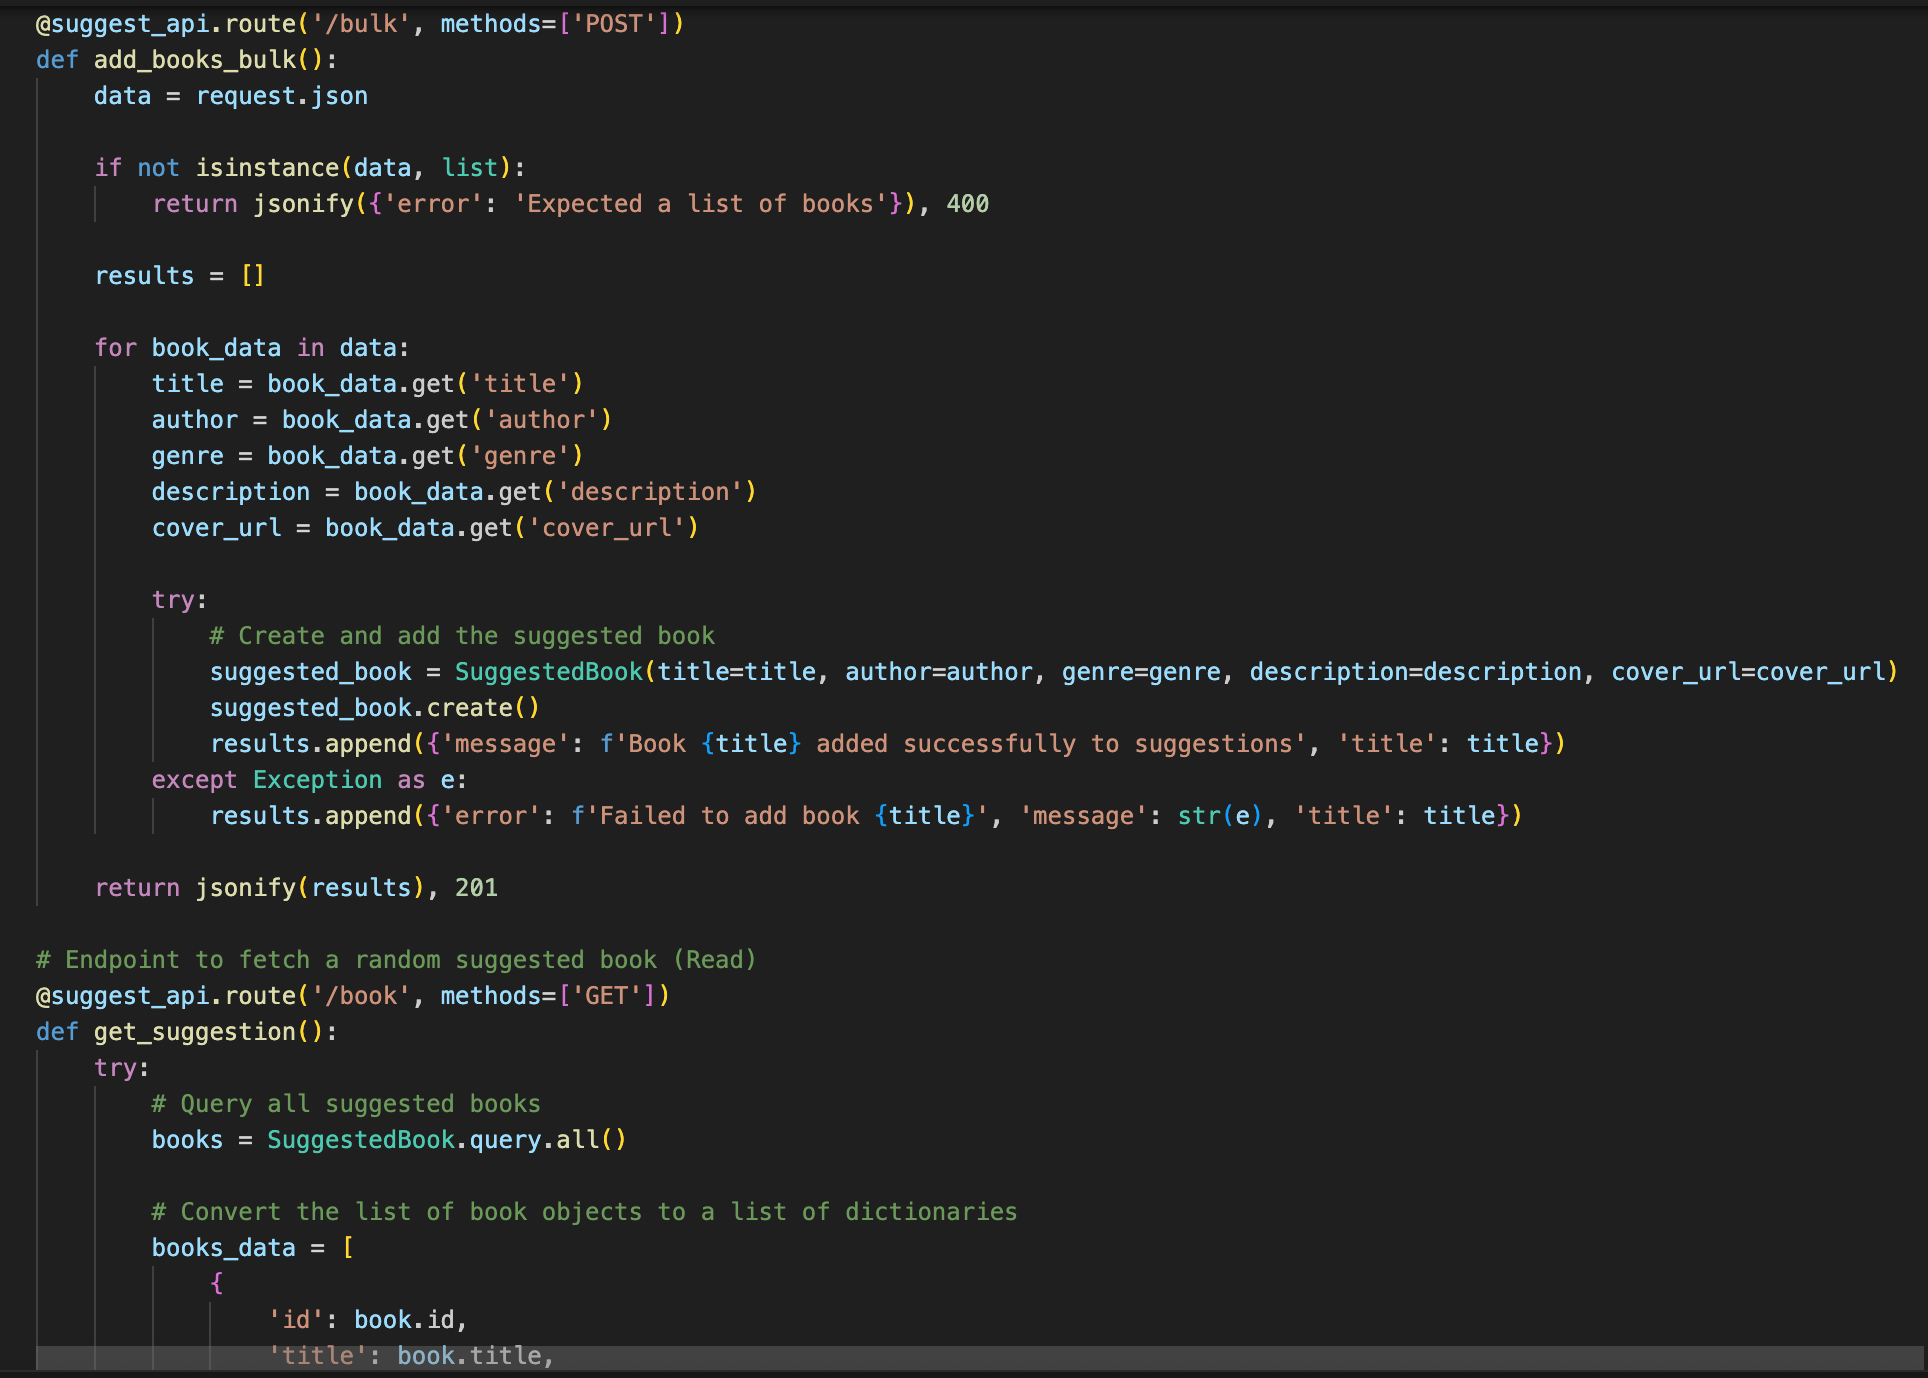 @suggest_api.route('/bulk', methods=['POST'])
def add_books_bulk():
    data = request.json

    if not isinstance(data, list):
        return jsonify({'error': 'Expected a list of books'}), 400

    results = []

    for book_data in data:
        title = book_data.get('title')
        author = book_data.get('author')
        genre = book_data.get('genre')
        description = book_data.get('description')
        cover_url = book_data.get('cover_url')

        try:
            # Create and add the suggested book
            suggested_book = SuggestedBook(title=title, author=author, genre=genre, description=description, cover_url=cover_url)
            suggested_book.create()
            results.append({'message': f'Book {title} added successfully to suggestions', 'title': title})
        except Exception as e:
            results.append({'error': f'Failed to add book {title}', 'message': str(e), 'title': title})

    return jsonify(results), 201

# Endpoint to fetch a random suggested book (Read)
@suggest_api.route('/book', methods=['GET'])
def get_suggestion():
    try:
        # Query all suggested books
        books = SuggestedBook.query.all()

        # Convert the list of book objects to a list of dictionaries
        books_data = [
            {
                'id': book.id,
                'title': book.title,